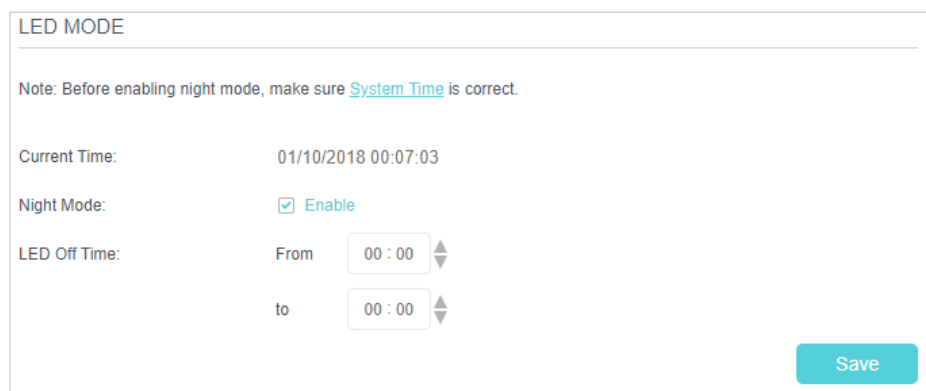 LED MODE
Note: Before enabling night mode, make sure System Time is correct.
Current Time: 01/10/2018 00:07:03
Night Mode: Enable
LED Off Time: From 00 : 00
to 00 : 00
Save